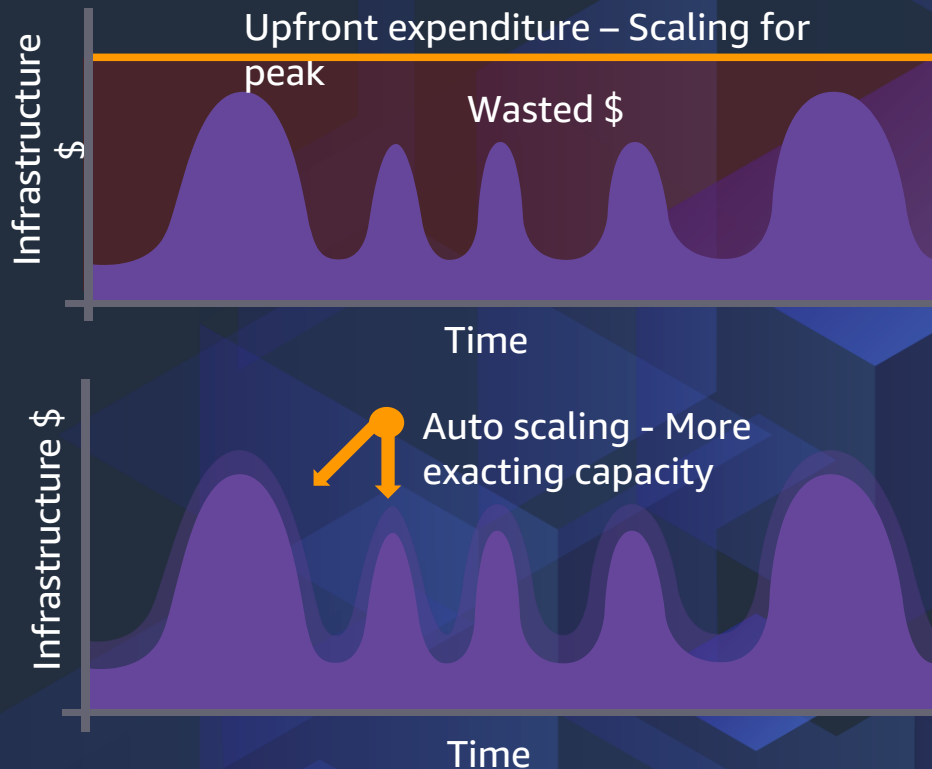 Upfront expenditure – Scaling for
peak
Wasted $
Infrastructure
$
Time
Auto scaling - More
exacting capacity
Infrastructure $
Time